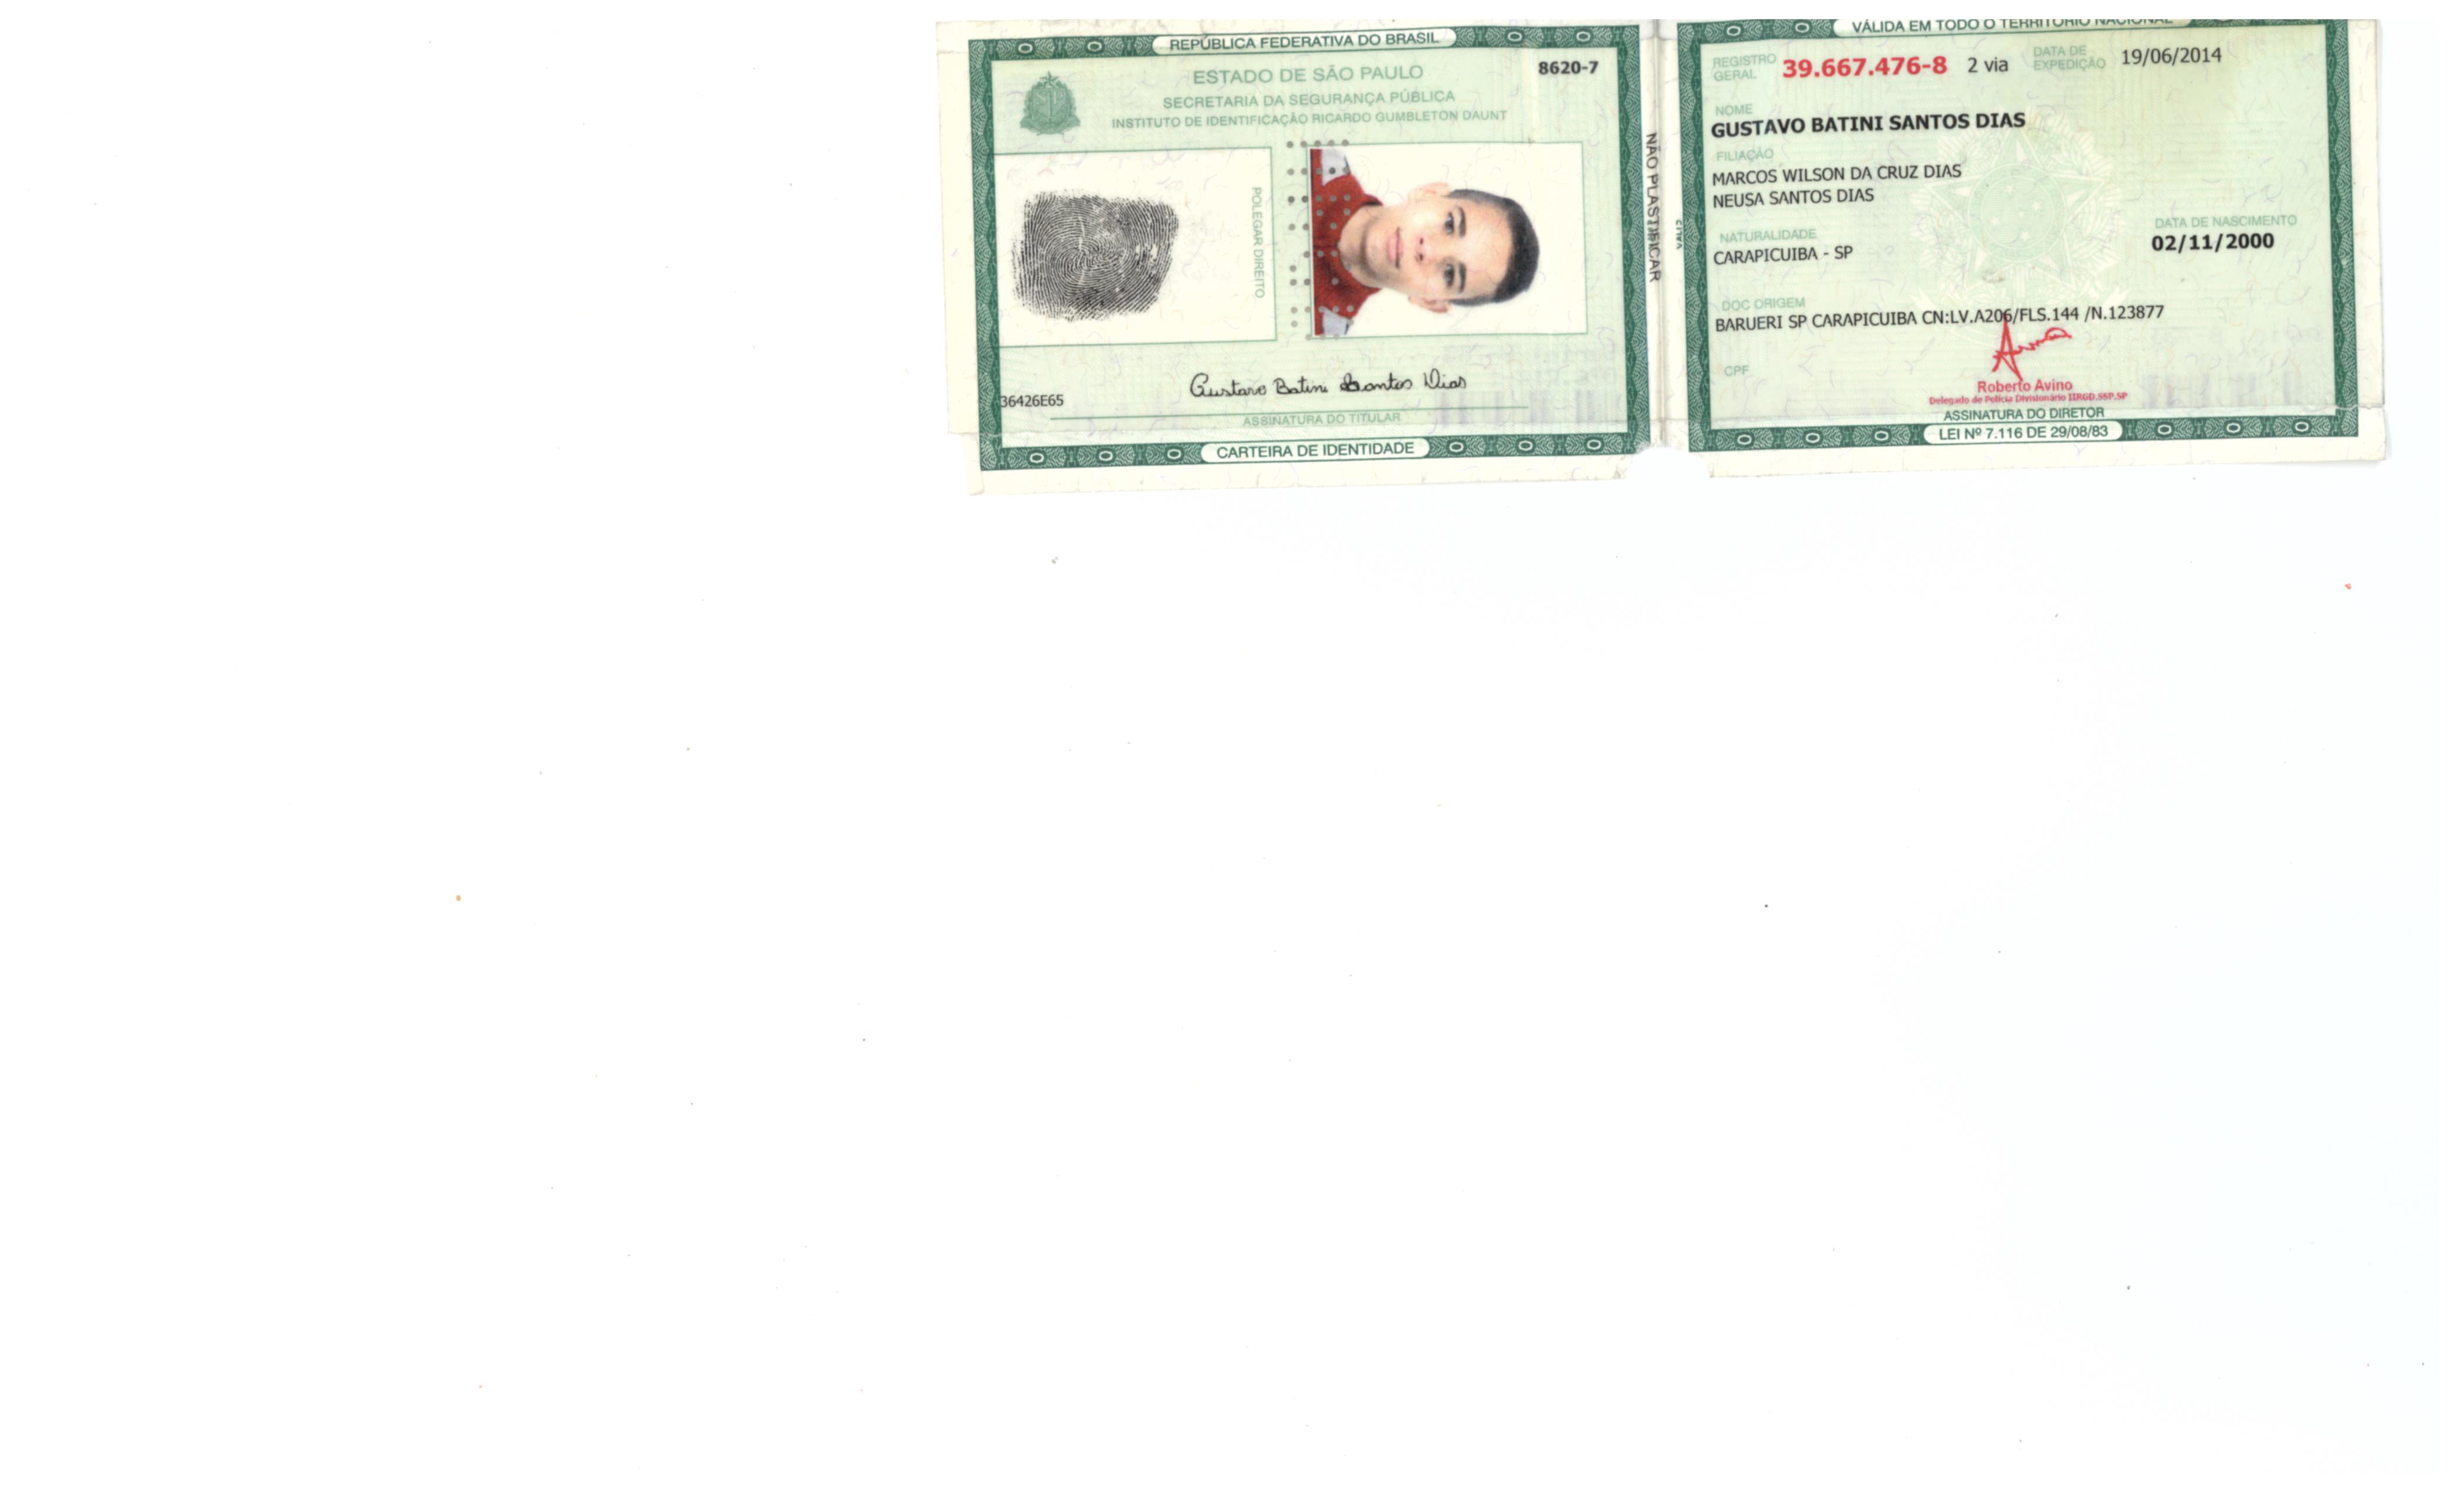 REPÚBLICA FEDERATIVA DO BRASIL
ESTADO DE SÃO PAULO
8620-7
SECRETARIA DA SEGURANÇA PÚBLICA
INSTITUTO DE IDENTIFICAÇÃO RICARDO GUMBLETON DAUNT
POLEGAR DIREITO
Gustavo Batini Santos Dias
36426E65
ASSINATURA DO TITULAR
CARTEIRA DE IDENTIDADE
NÃO PLASTIFICAR
VÁLIDA EM TODO O TERRITÓRIO NACIONAL
REGISTRO GERAL 39.667.476-8 2 via DATA DE EXPEDIÇÃO 19/06/2014
NOME
GUSTAVO BATINI SANTOS DIAS
FILIAÇÃO
MARCOS WILSON DA CRUZ DIAS
NEUSA SANTOS DIAS
NATURALIDADE
CARAPICUIBA - SP
DATA DE NASCIMENTO
02/11/2000
DOC ORIGEM
BARUERI SP CARAPICUIBA CN:LV.A206/FLS.144 /N.123877
CPF
Roberto Avino
Delegado de Polícia Divisionário IIRGD.SSP.SP
ASSINATURA DO DIRETOR
LEI Nº 7.116 DE 29/08/83